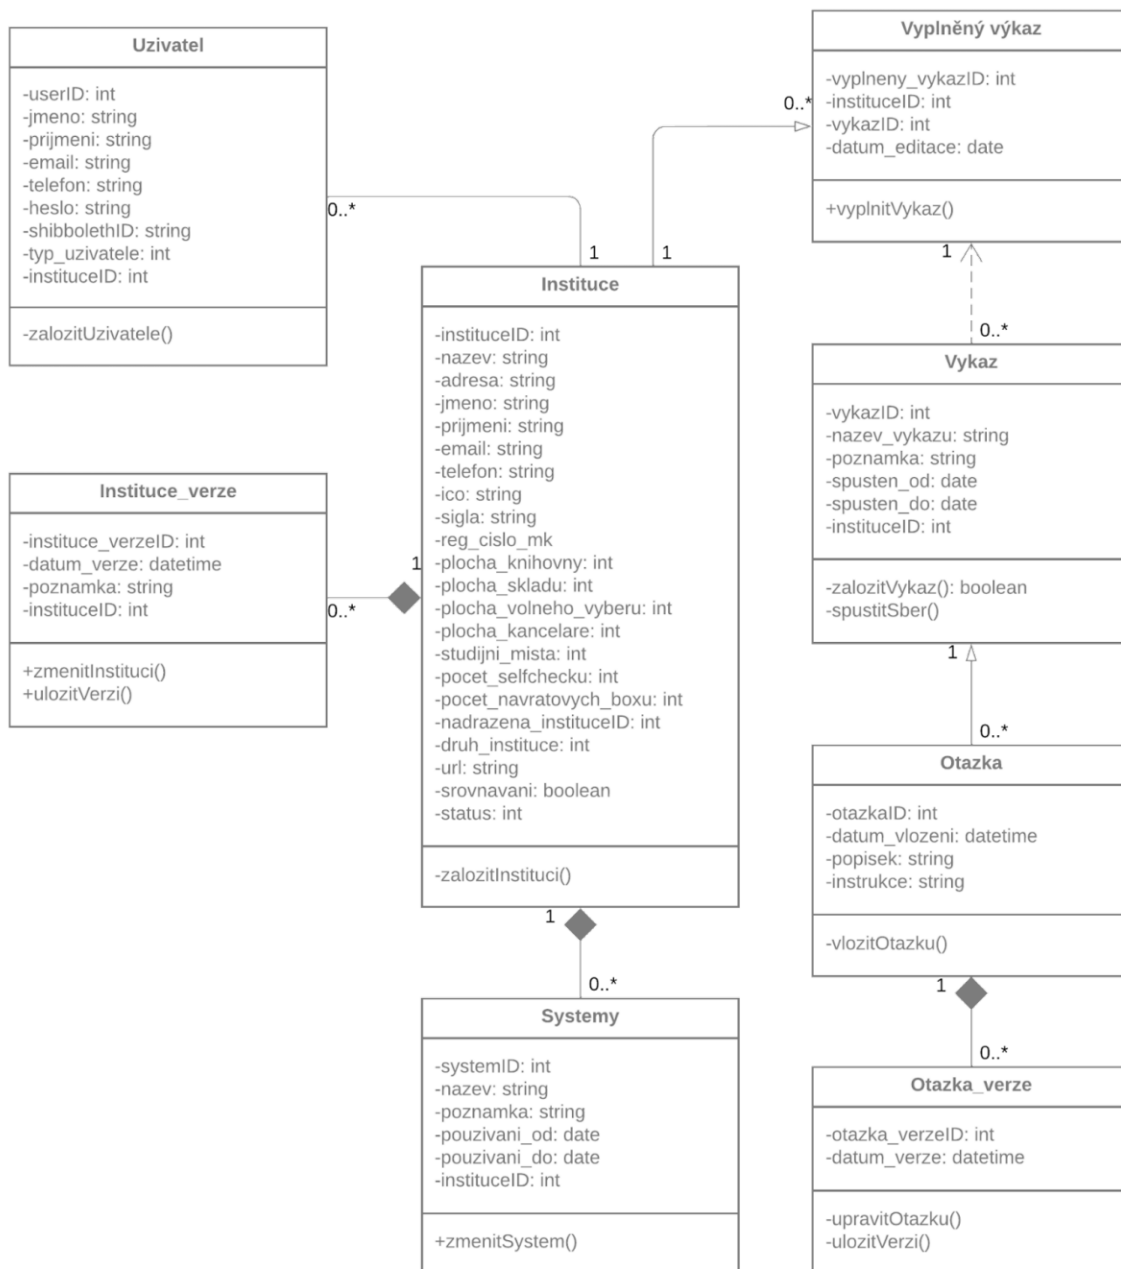 Uzivatel
-userID: int
-jmeno: string
-prijmeni: string
-email: string
-telefon: string
-heslo: string
-shibbolethID: string
-typ_uzivatele: int
-instituceID: int
-zalozitUzivatele()
0..*
1
Vyplněný výkaz
-vyplneny_vykazID: int
-instituceID: int
-vykazID: int
-datum_editace: date
+vyplnitVykaz()
0..*
1
1
0..*
Instituce
-instituceID: int
-nazev: string
-adresa: string
-jmeno: string
-prijmeni: string
-email: string
-telefon: string
-ico: string
-sigla: string
-reg_cislo_mk
-plocha_knihovny: int
-plocha_skladu: int
-plocha_volneho_vyberu: int
-plocha_kancelare: int
-studijni_mista: int
-pocet_selfchecku: int
-pocet_navratovych_boxu: int
-nadrazena_instituceID: int
-druh_instituce: int
-url: string
-srovnavani: boolean
-status: int
-zalozitInstituci()
Instituce_verze
-instituce_verzeID: int
-datum_verze: datetime
-poznamka: string
-instituceID: int
+zmenitInstituci()
+ulozitVerzi()
0..*
1
Vykaz
-vykazID: int
-nazev_vykazu: string
-poznamka: string
-spusten_od: date
-spusten_do: date
-instituceID: int
-zalozitVykaz(): boolean
-spustitSber()
1
0..*
Otazka
-otazkaID: int
-datum_vlozeni: datetime
-popisek: string
-instrukce: string
-vlozitOtazku()
1
0..*
1
0..*
Systemy
-systemID: int
-nazev: string
-poznamka: string
-pouzivani_od: date
-pouzivani_do: date
-instituceID: int
+zmenitSystem()
Otazka_verze
-otazka_verzeID: int
-datum_verze: datetime
-upravitOtazku()
-ulozitVerzi()